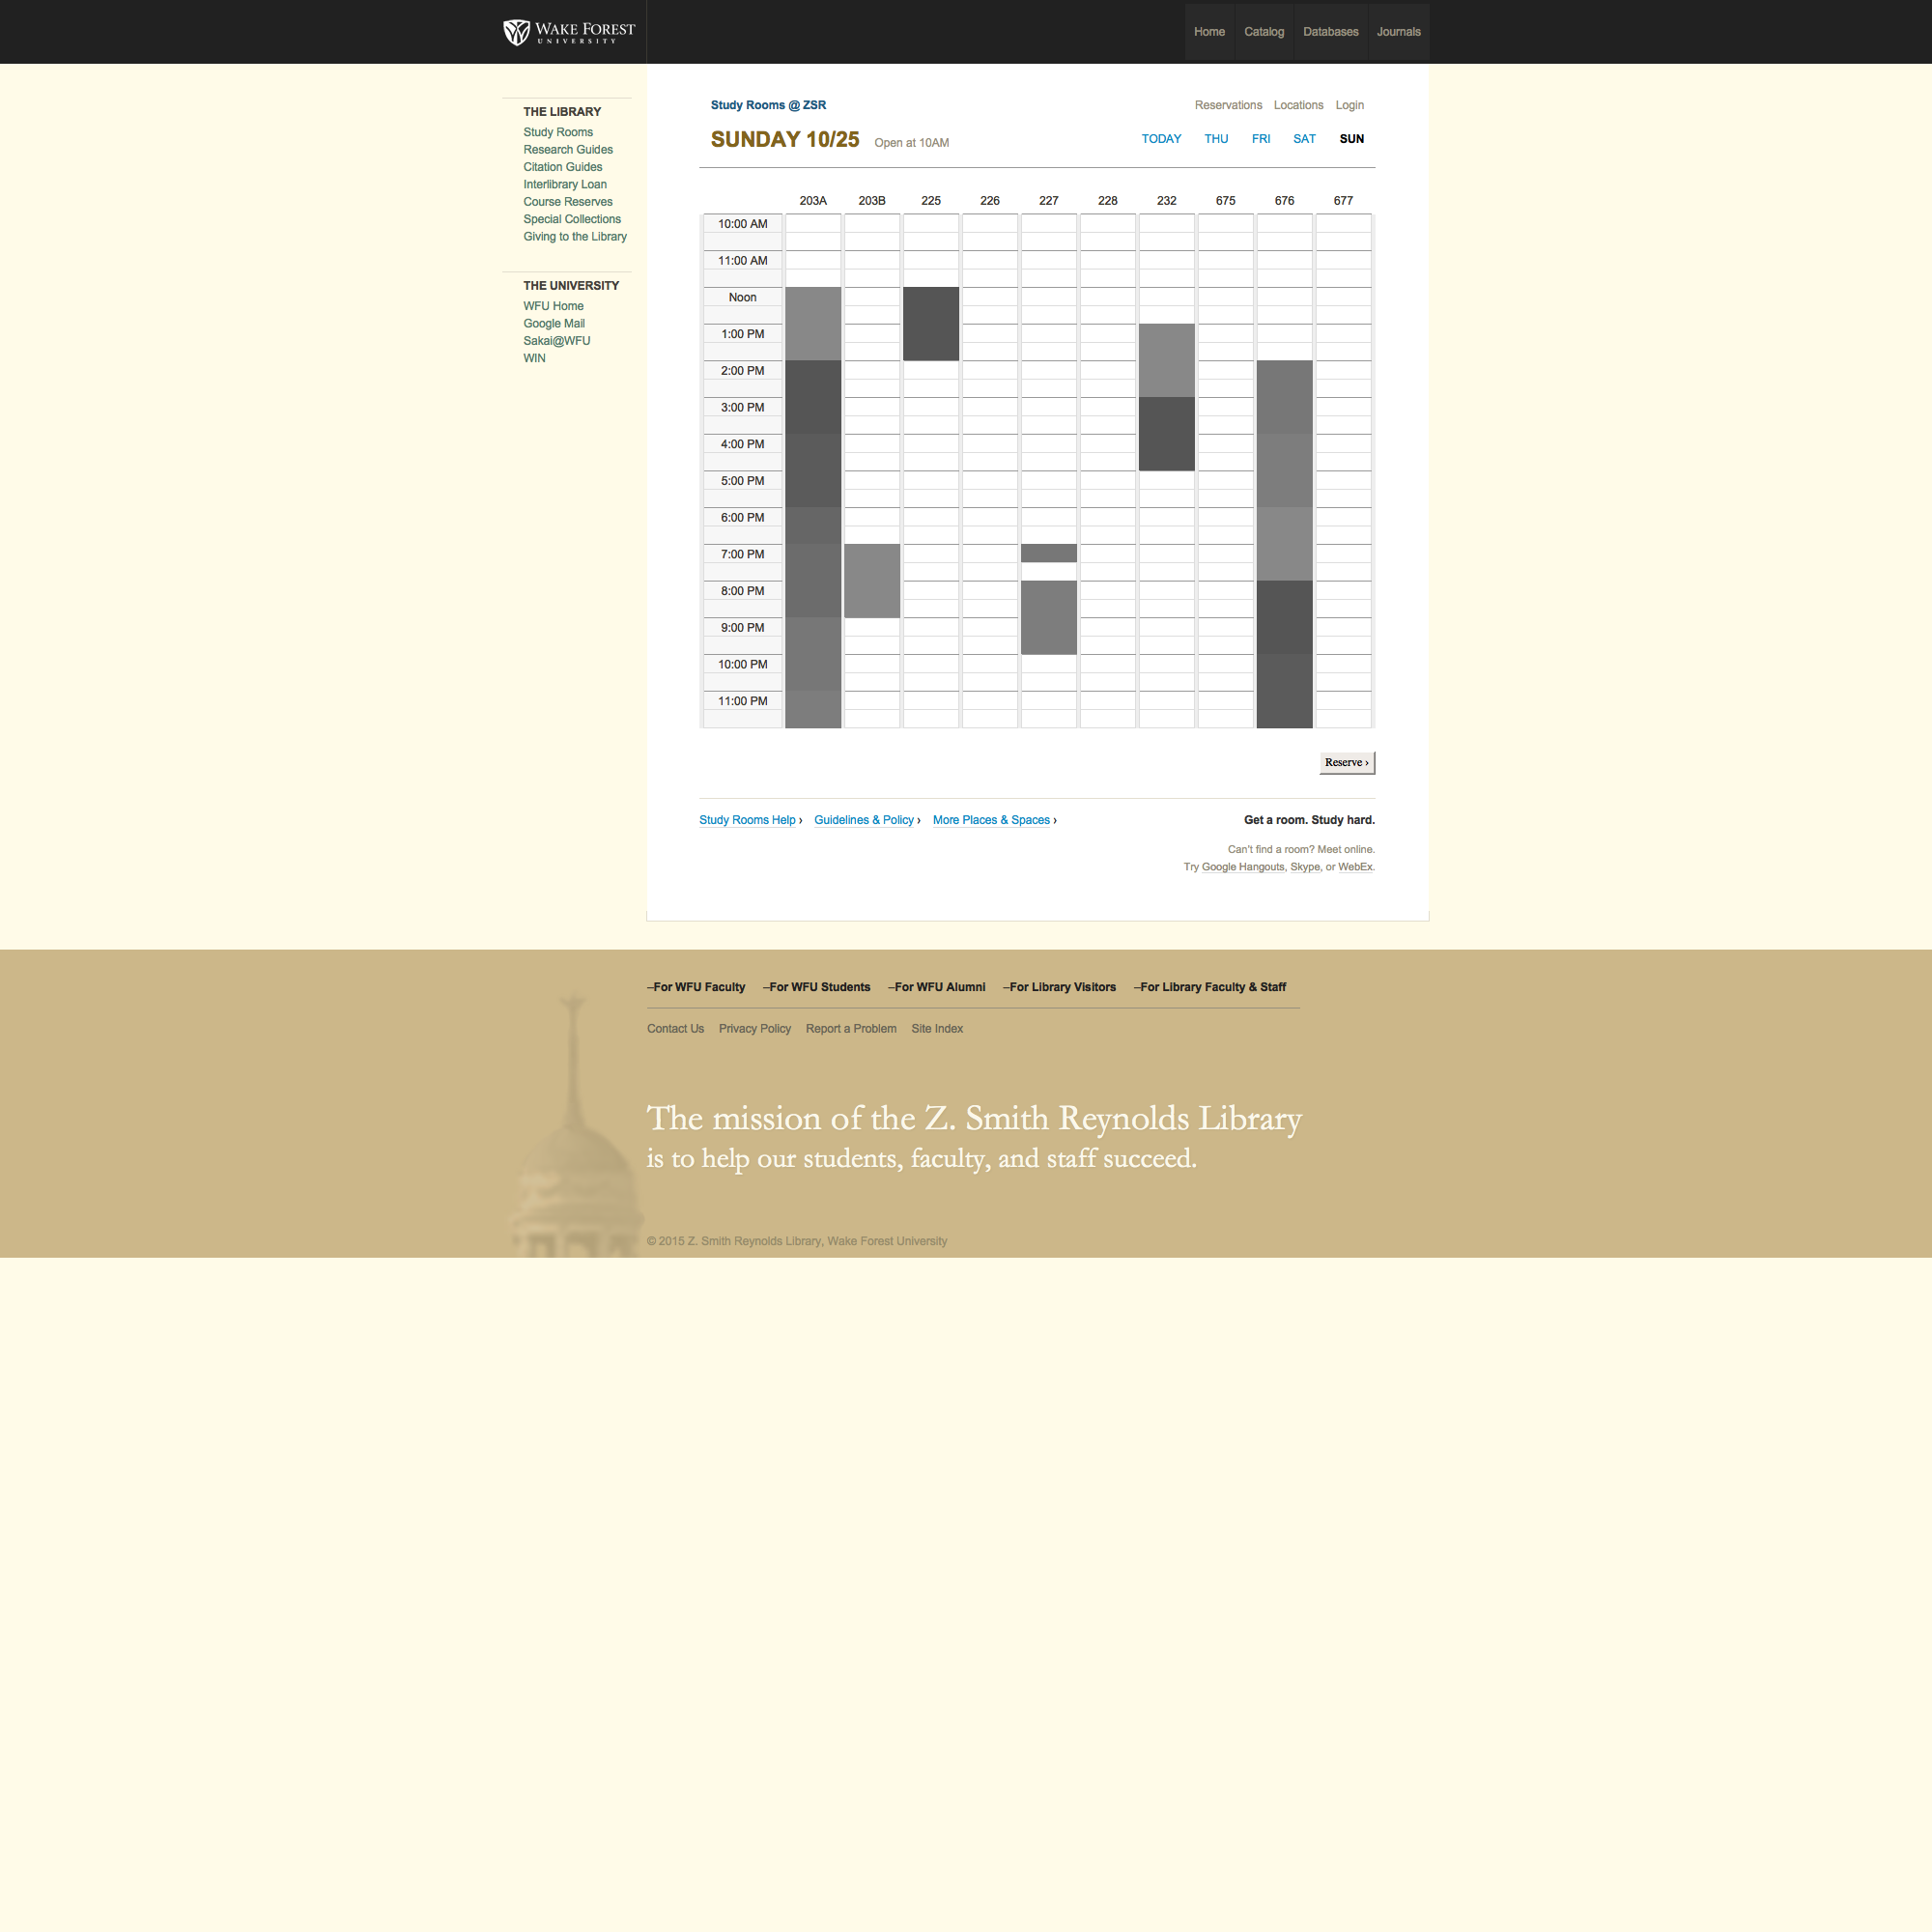 WAKE FOREST
UNIVERSITY
Home Catalog Databases Journals
THE LIBRARY
Study Rooms
Research Guides
Citation Guides
Interlibrary Loan
Course Reserves
Special Collections
Giving to the Library
THE UNIVERSITY
WFU Home
Google Mail
Sakai@WFU
WIN
Study Rooms @ ZSR
Reservations Locations Login
SUNDAY 10/25 Open at 10AM
TODAY THU FRI SAT SUN
203A 203B 225 226 227 228 232 675 676 677
10:00 AM
11:00 AM
Noon
1:00 PM
2:00 PM
3:00 PM
4:00 PM
5:00 PM
6:00 PM
7:00 PM
8:00 PM
9:00 PM
10:00 PM
11:00 PM
Reserve ›
Study Rooms Help › Guidelines & Policy › More Places & Spaces ›
Get a room. Study hard.
Can't find a room? Meet online.
Try Google Hangouts, Skype, or WebEx.
–For WFU Faculty –For WFU Students –For WFU Alumni –For Library Visitors –For Library Faculty & Staff
Contact Us Privacy Policy Report a Problem Site Index
The mission of the Z. Smith Reynolds Library
is to help our students, faculty, and staff succeed.
© 2015 Z. Smith Reynolds Library, Wake Forest University